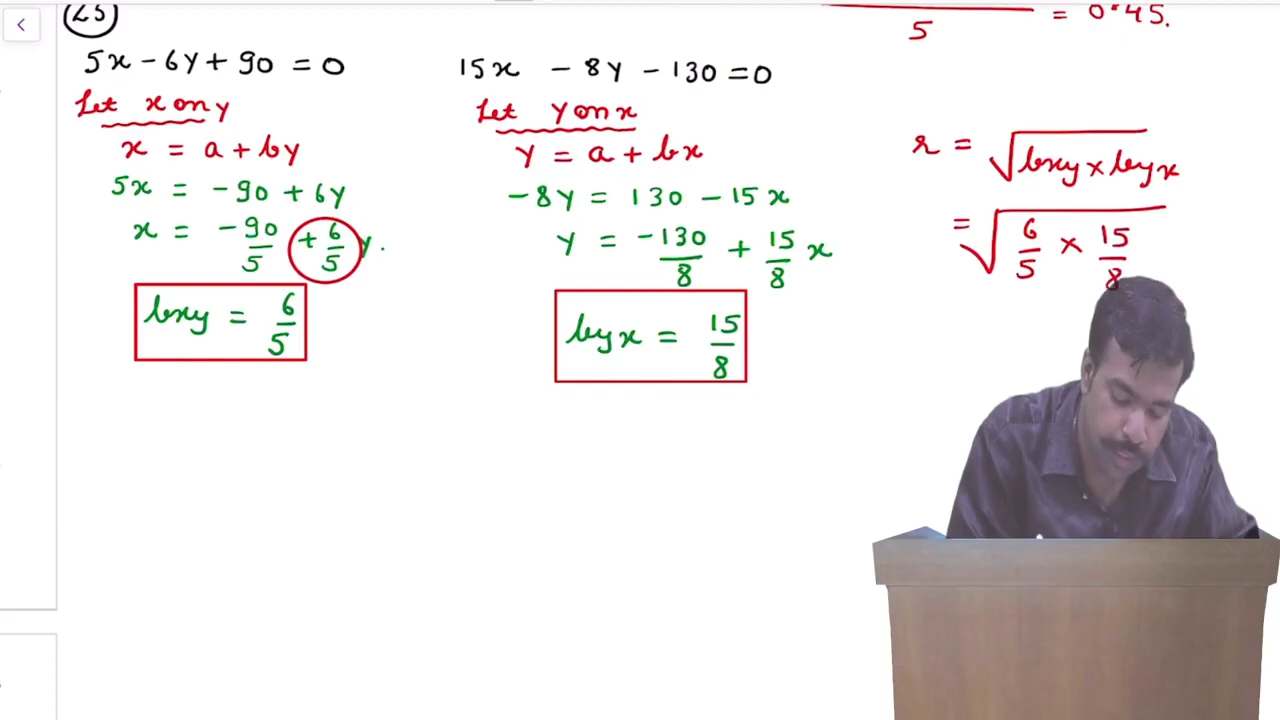 25
5x - 6y + 90 = 0
Let x on y
x = a + by
5x = -90 + 6y
x = -90/5 + 6/5 y.
bxy = 6/5
15x - 8y - 130 = 0
Let y on x
y = a + bx
-8y = 130 - 15x
y = -130/8 + 15/8 x
byx = 15/8
5 = 0.45.
r = √bxy × byx
= √6/5 × 15/8